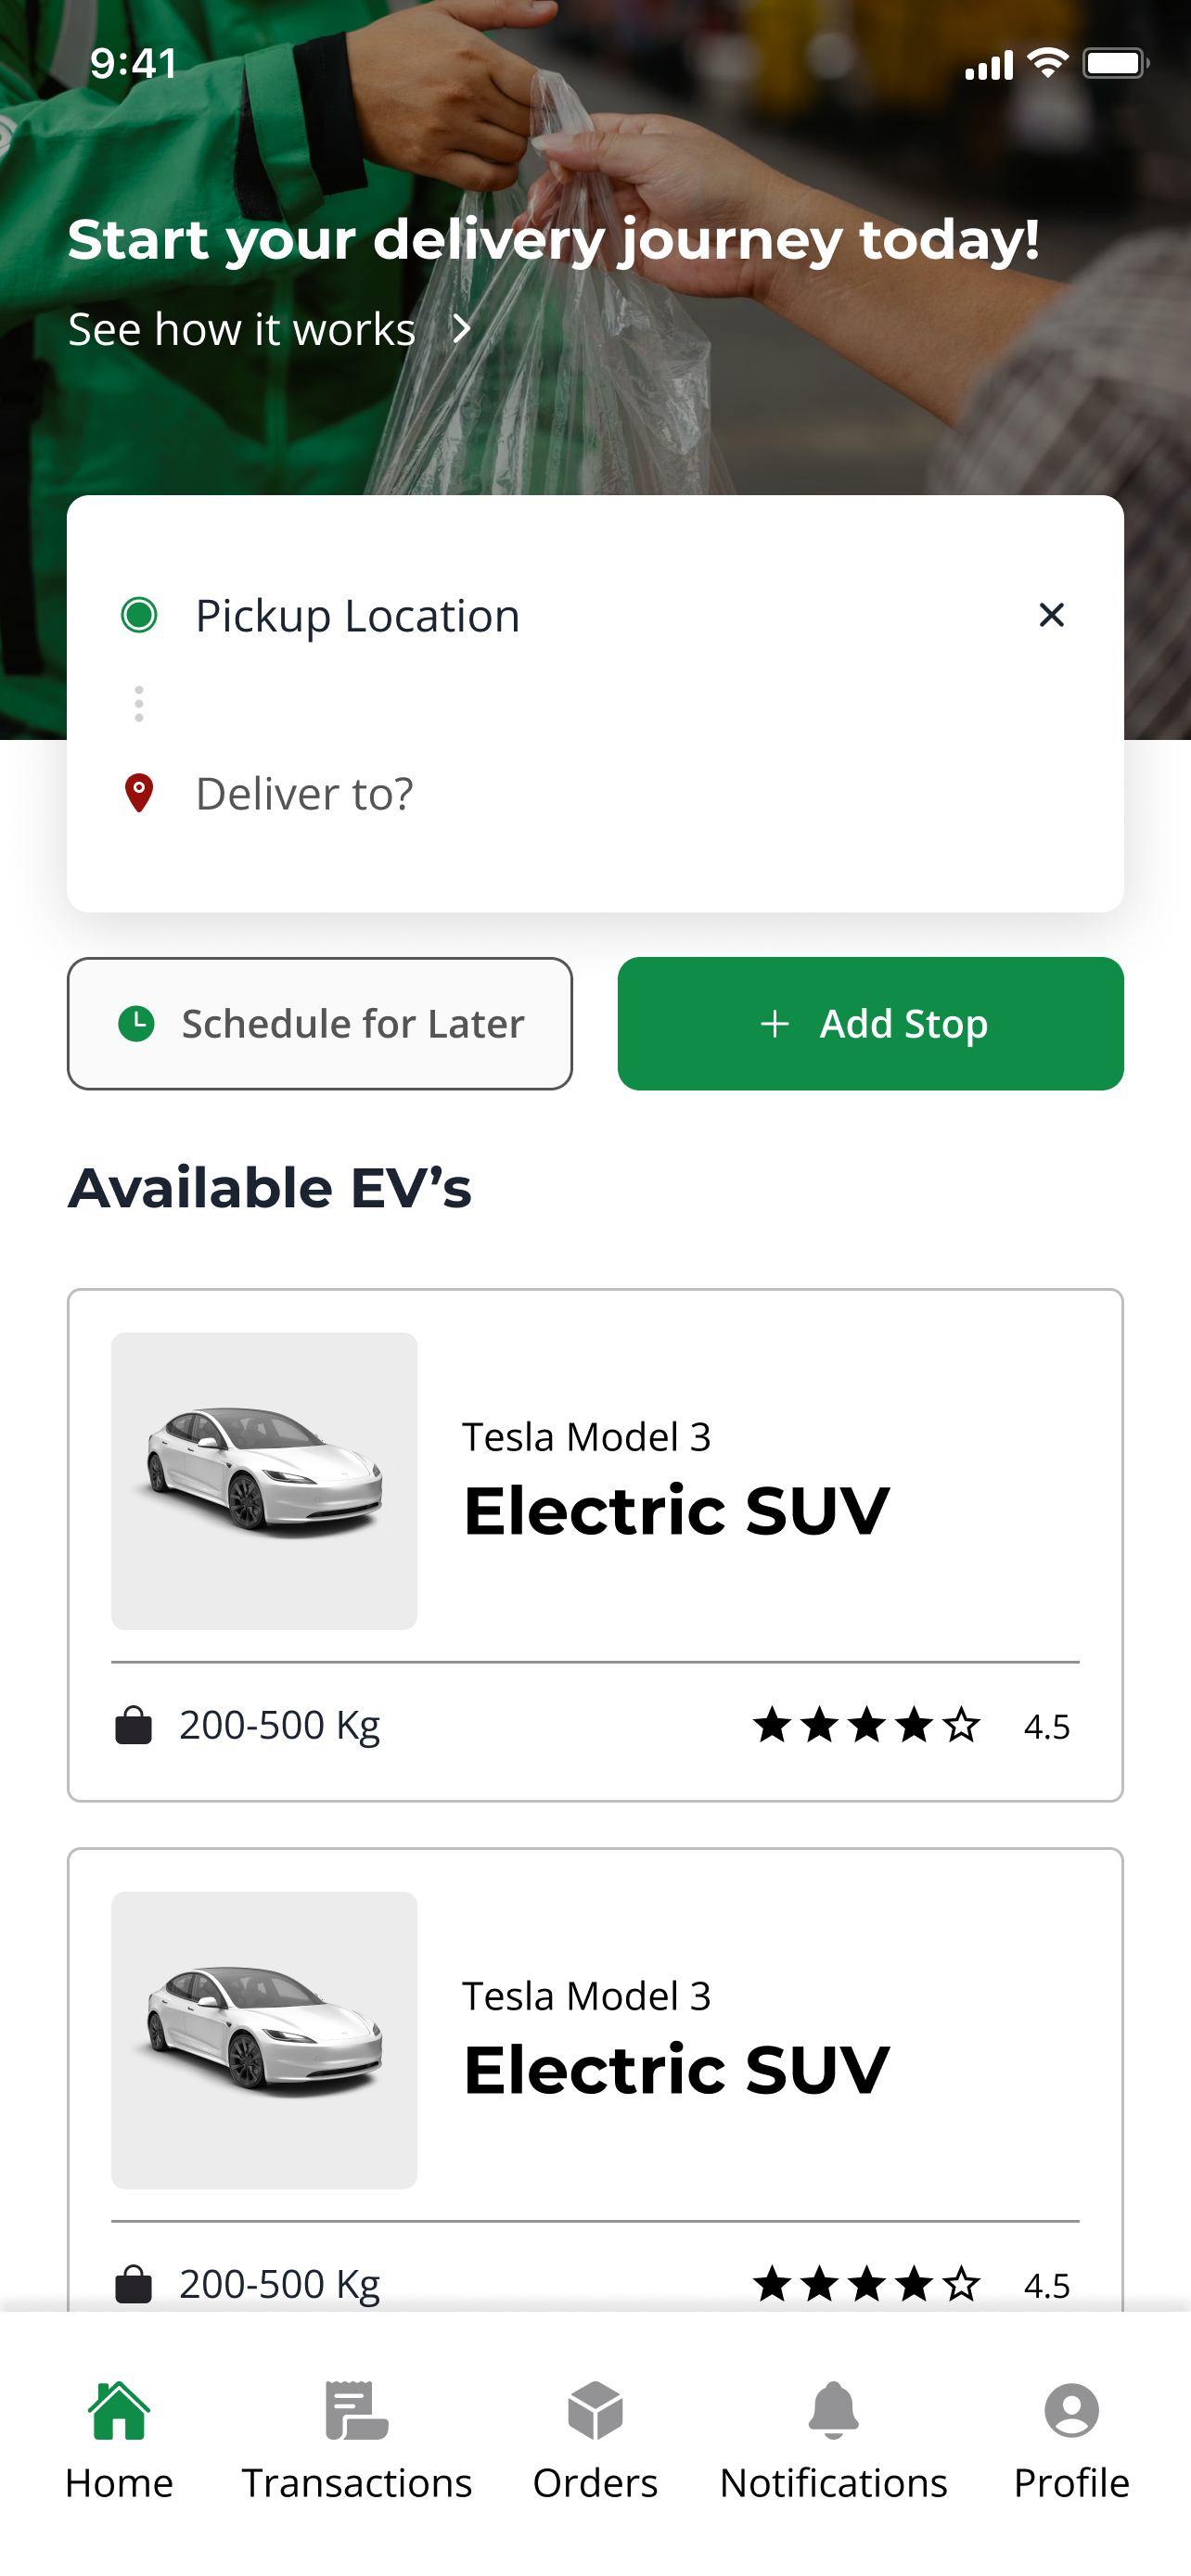 9:41
Start your delivery journey today!
See how it works
Pickup Location
Deliver to?
Schedule for Later
Add Stop
Available EV’s
Tesla Model 3
Electric SUV
200-500 Kg
4.5
Tesla Model 3
Electric SUV
200-500 Kg
4.5
Home
Transactions
Orders
Notifications
Profile